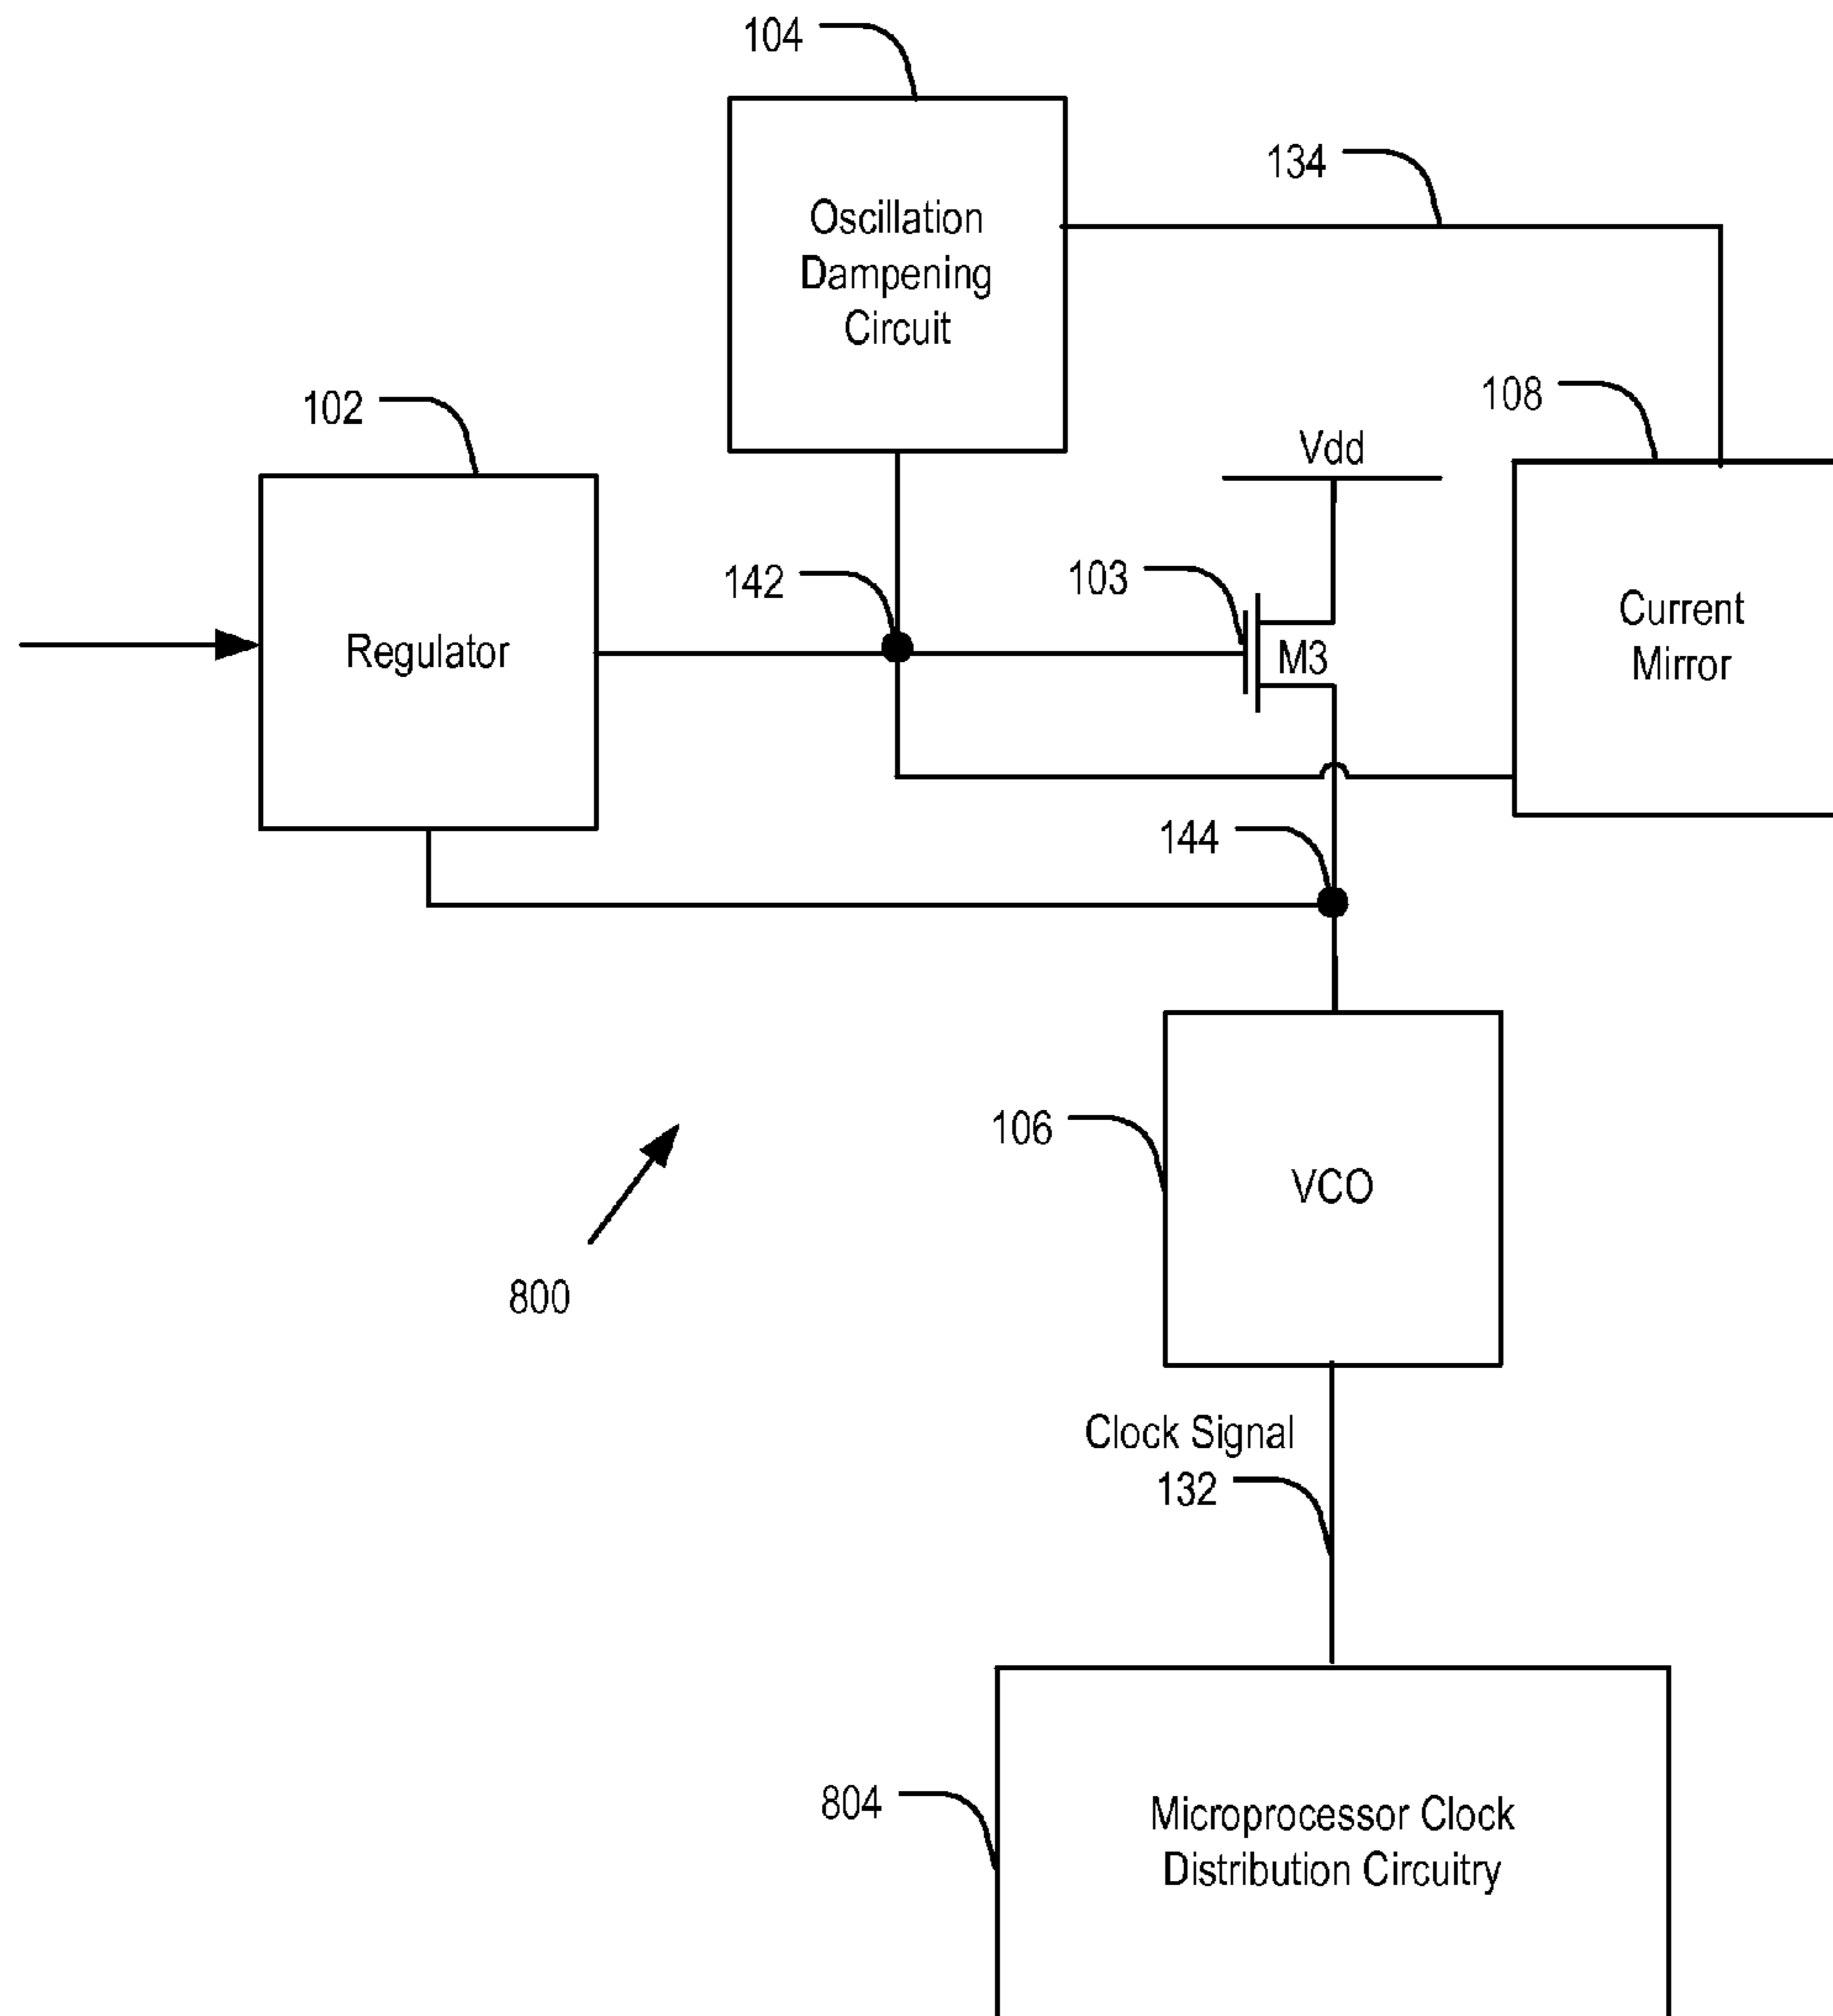 104
134
Oscillation
Dampening
Circuit
108
102
Vdd
142
103
Current
Mirror
Regulator
M3
144
106
VCO
800
Clock Signal
132
804
Microprocessor Clock
Distribution Circuitry